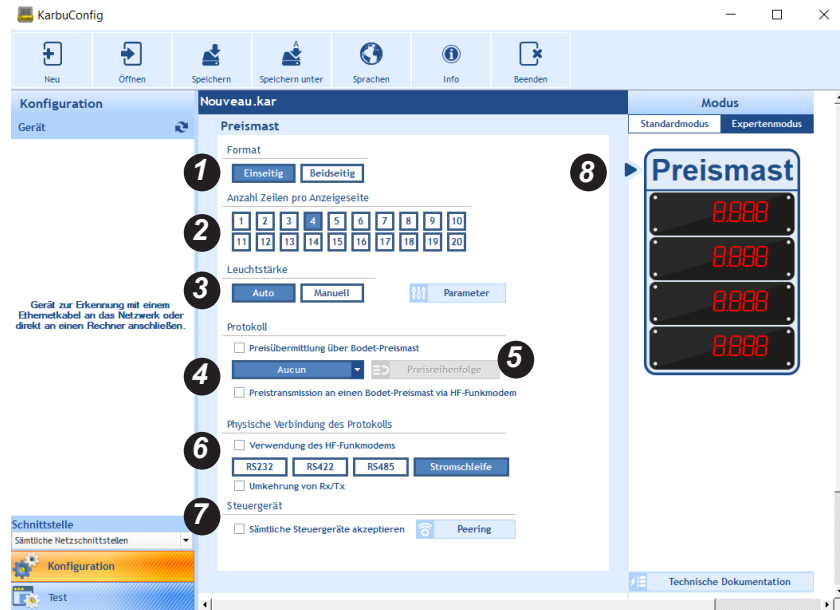 KarbuConfig
Neu Öffnen Speichern Speichern unter Sprachen Info Beenden
Konfiguration
Gerät
Gerät zur Erkennung mit einem
Ethernetkabel an das Netzwerk oder
direkt an einen Rechner anschließen.
Schnittstelle
Sämtliche Netzschnittstellen
Konfiguration
Test
Nouveau.kar
Preismast
Format
1 Einseitig Beidseitig
Anzahl Zeilen pro Anzeigeseite
2
1 2 3 4 5 6 7 8 9 10
11 12 13 14 15 16 17 18 19 20
Leuchtstärke
3 Auto Manuell Parameter
Protokoll
Preisübermittlung über Bodet-Preismast
4 Aucun Preisreihenfolge 5
Preistransmission an einen Bodet-Preismast via HF-Funkmodem
Physische Verbindung des Protokolls
6 Verwendung des HF-Funkmodems
RS232 RS422 RS485 Stromschleife
Umkehrung von Rx/Tx
7 Steuergerät
Sämtliche Steuergeräte akzeptieren Peering
Modus
Standardmodus Expertenmodus
8 Preismast
8.888
8.888
8.888
8.888
Technische Dokumentation